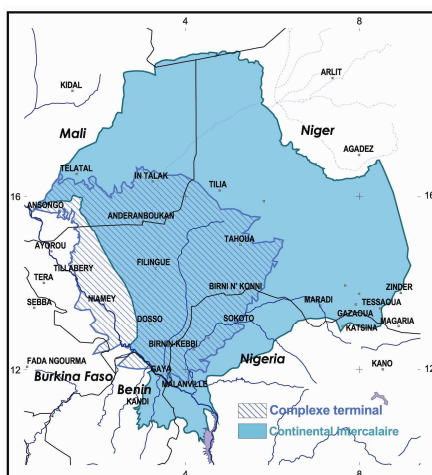 4
8
KIDAL
ARLIT
Mali
Niger
AGADEZ
TELATAL
IN TALAK
TILIA
16
16
ANSONGO
ANDERANBOUKAN
AYOROU
TAHOUA
TILLABERY
FILINGUE
TERA
BIRNI N' KONNI
ZINDER
SEBBA
NIAMEY
MARADI
TESSAOUA
DOSSO
SOKOTO
GAZAOUA
MAGARIA
KATSINA
BIRNIN-KEBBI
FADA NGOURMA
GAYA
Nigeria
KANO
12
12
Burkina Faso
MALANVILLE
Benin
KANDI
Complexe terminal
Continental Intercalaire
4
8